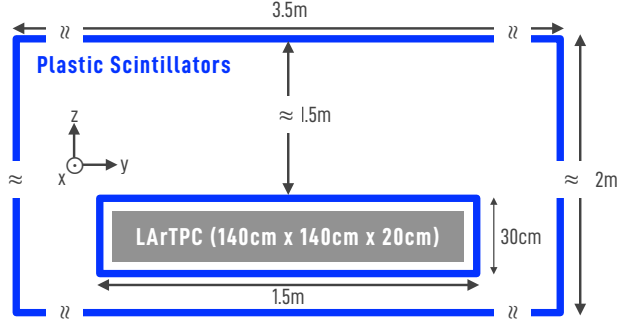 3.5m
Plastic Scintillators
z
≈ 1.5m
x
y
≈
≈ 2m
LArTPC (140cm x 140cm x 20cm)
30cm
1.5m